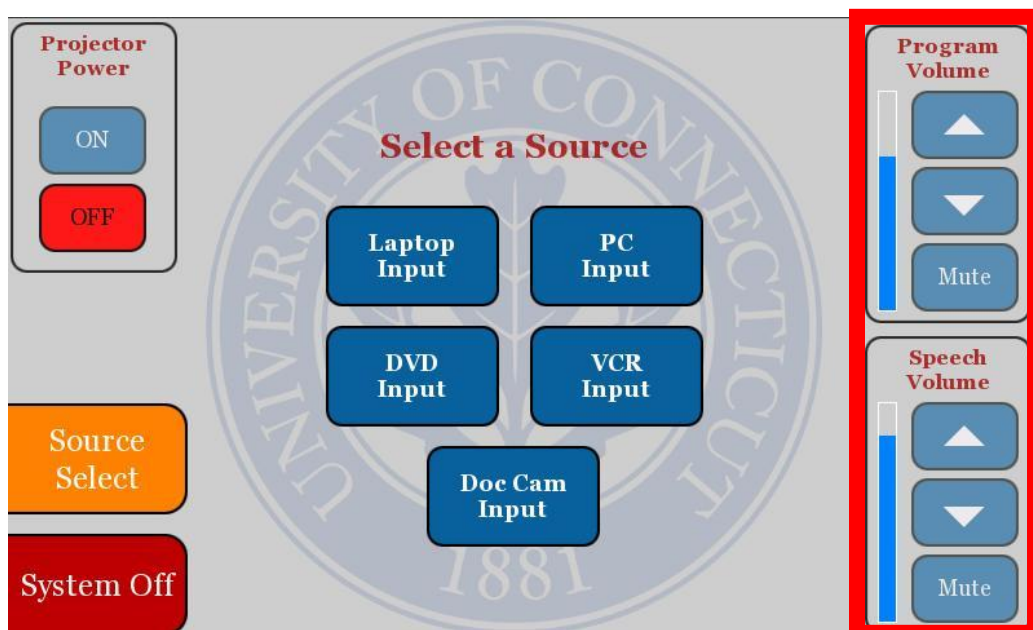 Projector
Power
ON
OFF
Source
Select
System Off
UNIVERSITY OF CONNECTICUT
1881
Select a Source
Laptop
Input
PC
Input
DVD
Input
VCR
Input
Doc Cam
Input
Program
Volume
Mute
Speech
Volume
Mute